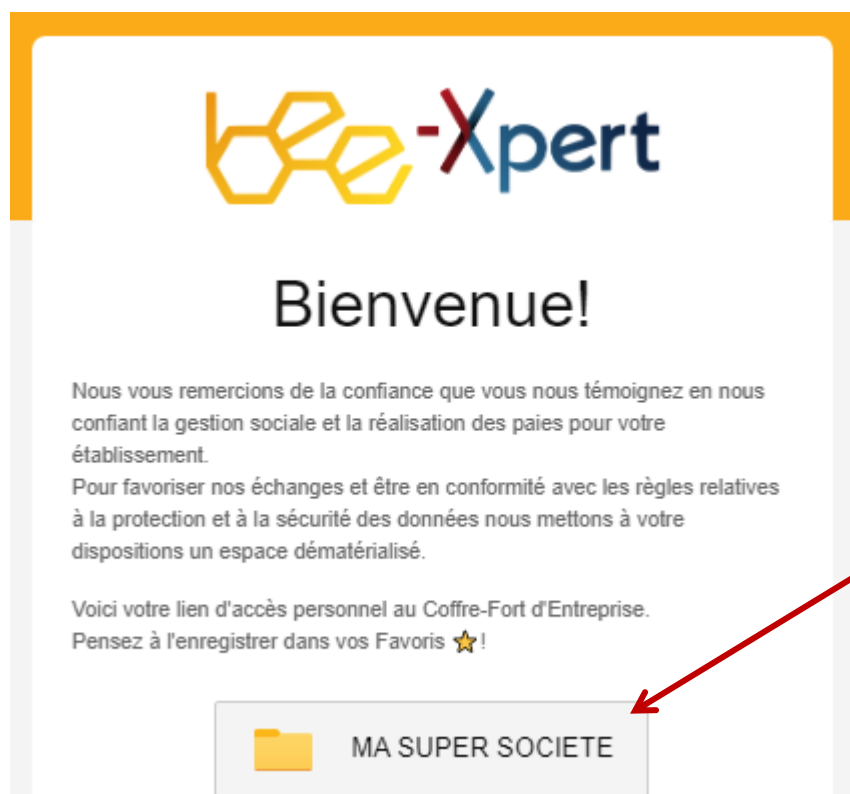 bee-Xpert
Bienvenue!
Nous vous remercions de la confiance que vous nous témoignez en nous
confiant la gestion sociale et la réalisation des paies pour votre
établissement.
Pour favoriser nos échanges et être en conformité avec les règles relatives
à la protection et à la sécurité des données nous mettons à votre
dispositions un espace dématérialisé.
Voici votre lien d'accès personnel au Coffre-Fort d'Entreprise.
Pensez à l'enregistrer dans vos Favoris ⭐!
MA SUPER SOCIETE